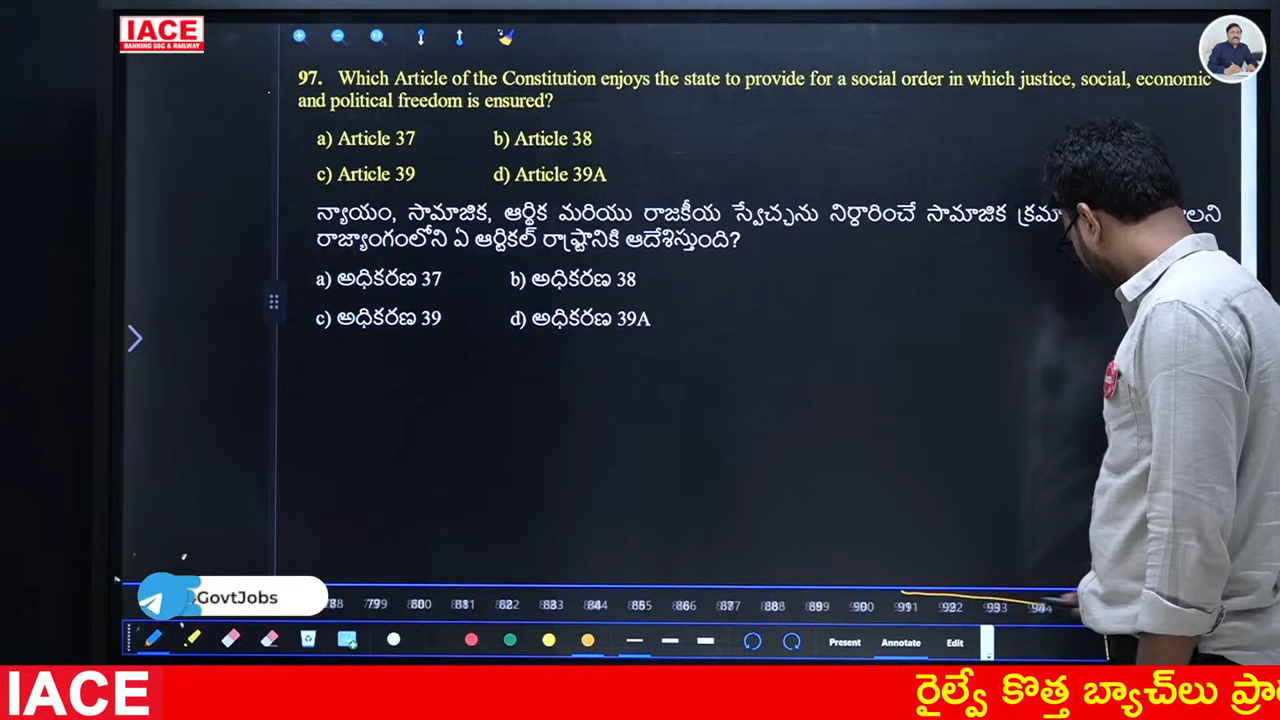 IACE
BANKING SSC & RAILWAY
97. Which Article of the Constitution enjoys the state to provide for a social order in which justice, social, economic
and political freedom is ensured?
a) Article 37 b) Article 38
c) Article 39 d) Article 39A
న్యాయం, సామాజిక, ఆర్థిక మరియు రాజకీయ స్వేచ్ఛను నిర్ధారించే సామాజిక
రాజ్యాంగంలోని ఏ ఆర్టికల్ రాష్ట్రానికి ఆదేశిస్తుంది?
a) అధికరణ 37 b) అధికరణ 38
c) అధికరణ 39 d) అధికరణ 39A
.GovtJobs
Present Annotate Edit
IACE రైల్వే కొత్త బ్యాచ్‌లు